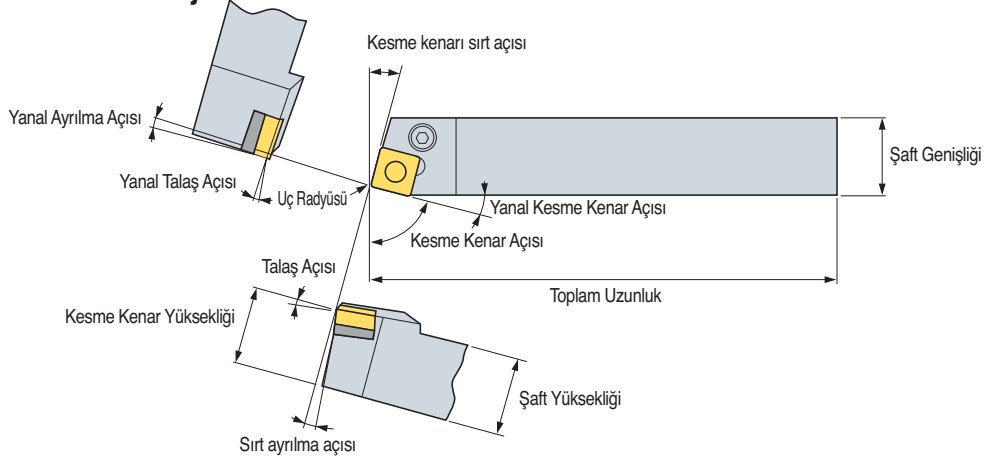 Kesme kenarı sırt açısı
Yanal Ayrılma Açısı
Şaft Genişliği
Yanal Talaş Açısı
Uç Radyüsü
Yanal Kesme Kenar Açısı
Kesme Kenar Açısı
Talaş Açısı
Toplam Uzunluk
Kesme Kenar Yüksekliği
Şaft Yüksekliği
Sırt ayrılma açısı